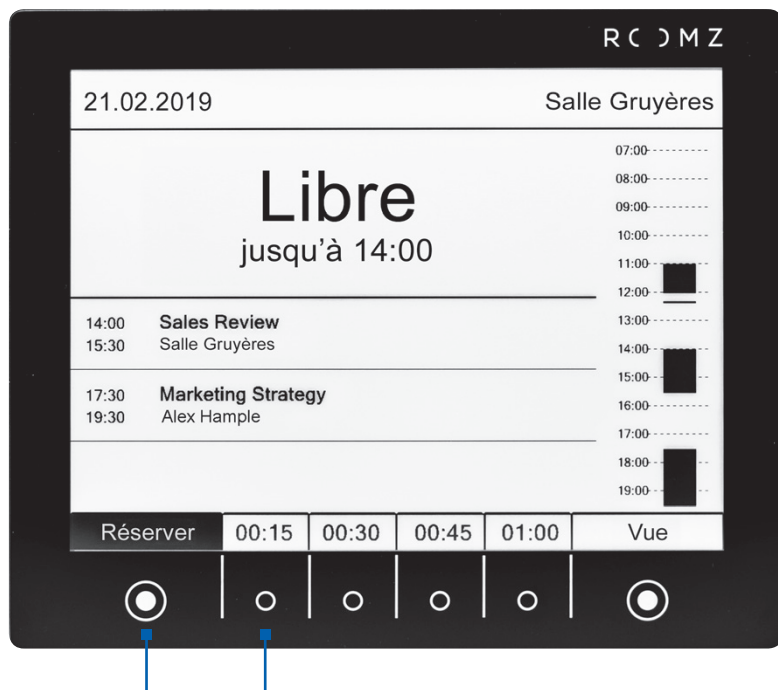 ROOMZ
21.02.2019 Salle Gruyères
Libre
jusqu'à 14:00
14:00 Sales Review
15:30 Salle Gruyères
17:30 Marketing Strategy
19:30 Alex Hample
07:00
08:00
09:00
10:00
11:00
12:00
13:00
14:00
15:00
16:00
17:00
18:00
19:00
Réserver 00:15 00:30 00:45 01:00 Vue